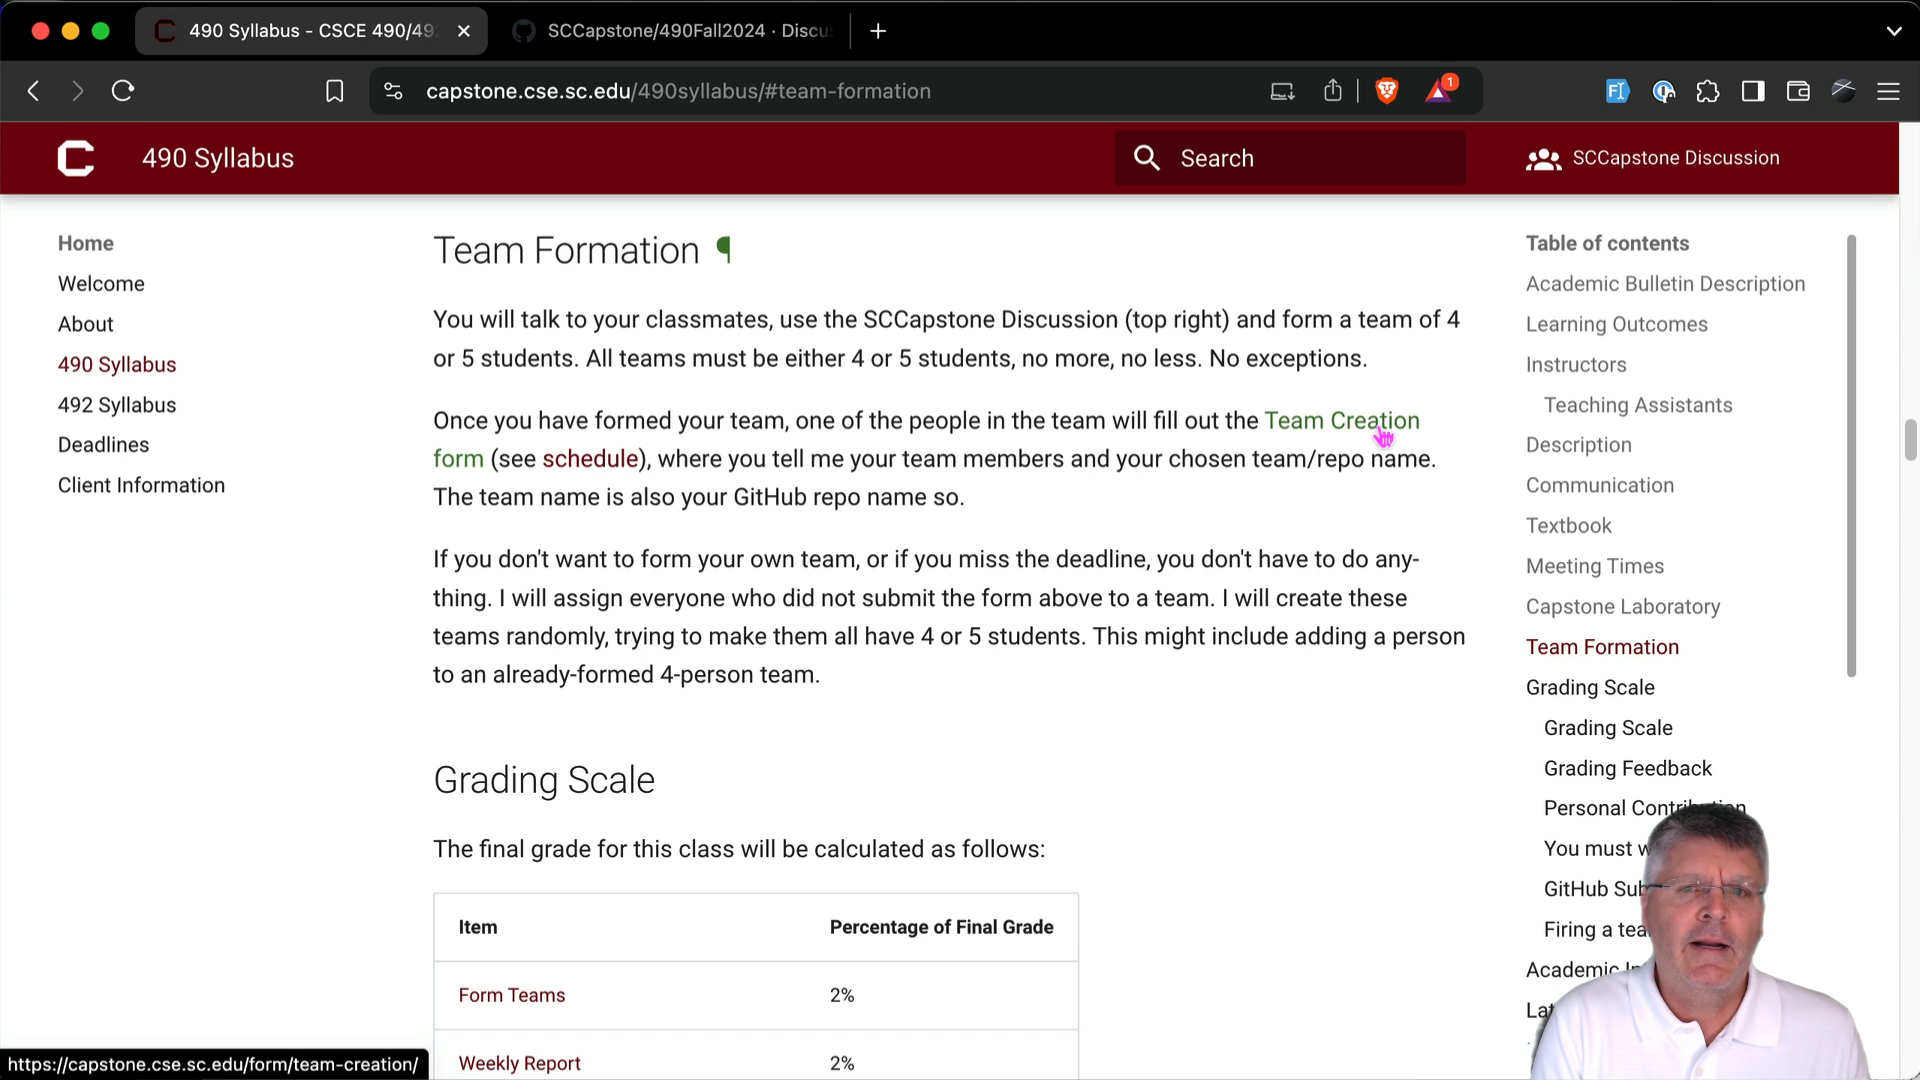 490 Syllabus - CSCE 490/49
SCCapstone/490Fall2024 · Discu
capstone.cse.sc.edu/490syllabus/#team-formation
1
490 Syllabus
Search
SCCapstone Discussion
Home
Welcome
About
490 Syllabus
492 Syllabus
Deadlines
Client Information
Team Formation ¶
You will talk to your classmates, use the SCCapstone Discussion (top right) and form a team of 4
or 5 students. All teams must be either 4 or 5 students, no more, no less. No exceptions.
Once you have formed your team, one of the people in the team will fill out the Team Creation
form (see schedule), where you tell me your team members and your chosen team/repo name.
The team name is also your GitHub repo name so.
If you don't want to form your own team, or if you miss the deadline, you don't have to do any-
thing. I will assign everyone who did not submit the form above to a team. I will create these
teams randomly, trying to make them all have 4 or 5 students. This might include adding a person
to an already-formed 4-person team.
Grading Scale
The final grade for this class will be calculated as follows:
Item Percentage of Final Grade
Form Teams 2%
Weekly Report 2%
Table of contents
Academic Bulletin Description
Learning Outcomes
Instructors
Teaching Assistants
Description
Communication
Textbook
Meeting Times
Capstone Laboratory
Team Formation
Grading Scale
Grading Scale
Grading Feedback
Personal Contribution
You must w
GitHub Su
Firing a tea
Academic
Lat
https://capstone.cse.sc.edu/form/team-creation/